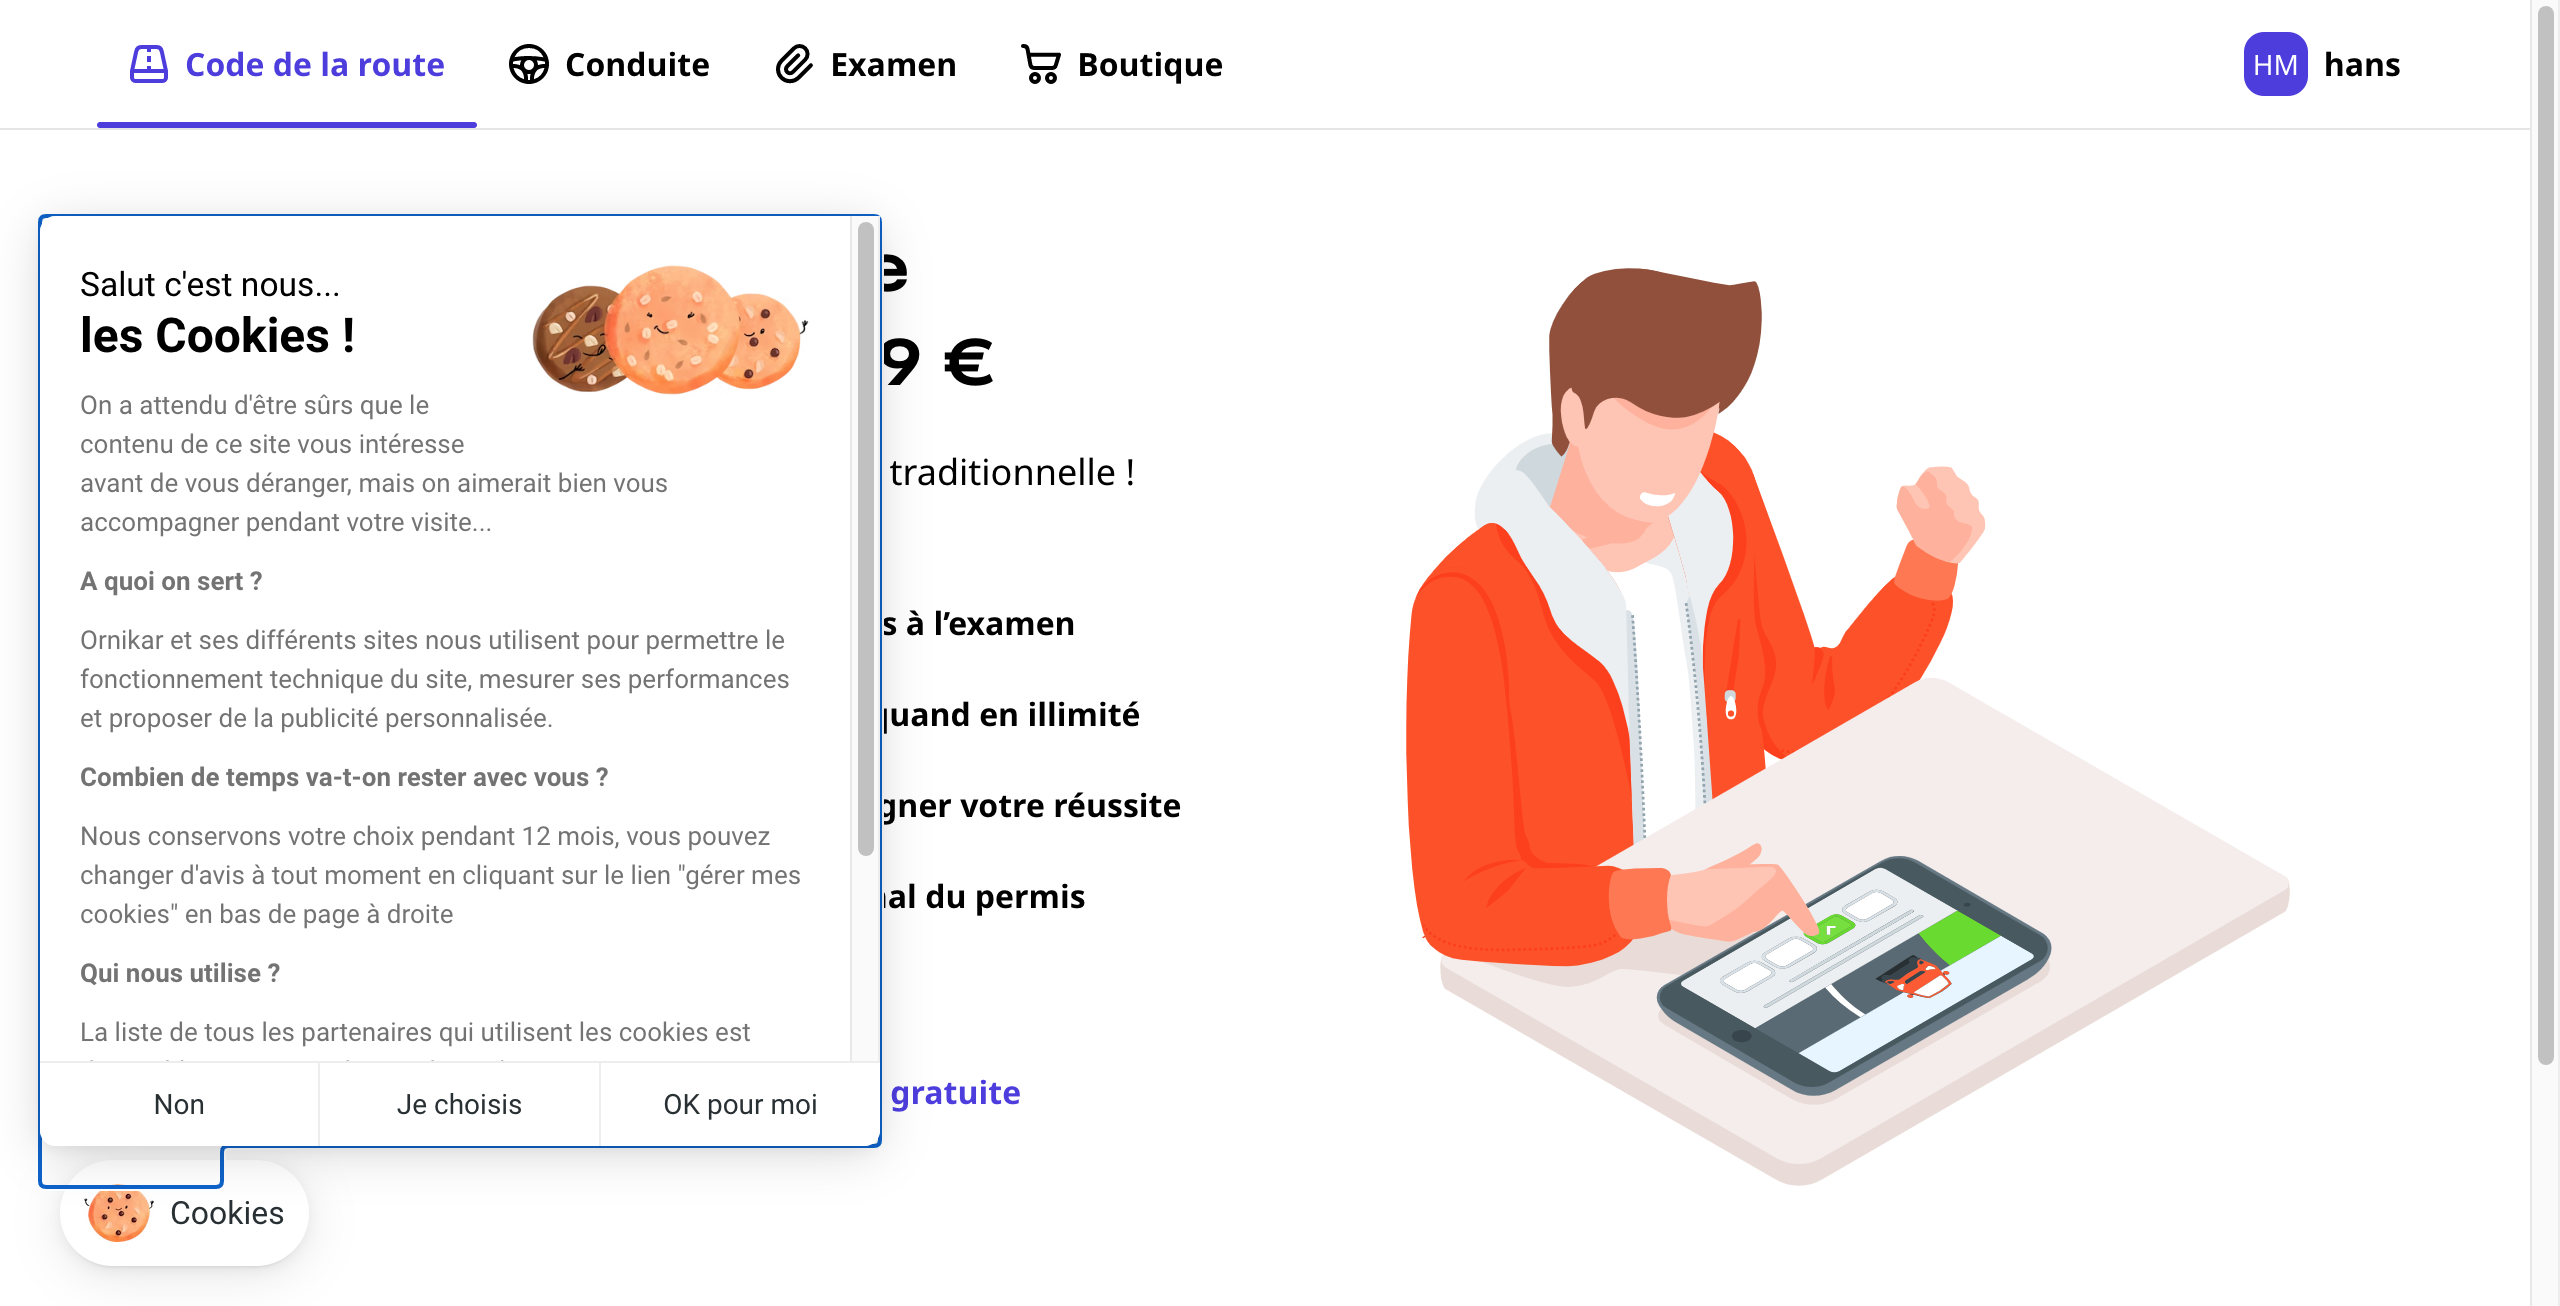 Code de la route
Conduite
Examen
Boutique
HM
hans
Salut c'est nous...
les Cookies !
On a attendu d'être sûrs que le
contenu de ce site vous intéresse
avant de vous déranger, mais on aimerait bien vous
accompagner pendant votre visite...
A quoi on sert ?
Ornikar et ses différents sites nous utilisent pour permettre le
fonctionnement technique du site, mesurer ses performances
et proposer de la publicité personnalisée.
Combien de temps va-t-on rester avec vous ?
Nous conservons votre choix pendant 12 mois, vous pouvez
changer d'avis à tout moment en cliquant sur le lien "gérer mes
cookies" en bas de page à droite
Qui nous utilise ?
La liste de tous les partenaires qui utilisent les cookies est
Non
Je choisis
OK pour moi
Cookies
e
9 €
traditionnelle !
s à l’examen
quand en illimité
gner votre réussite
al du permis
gratuite